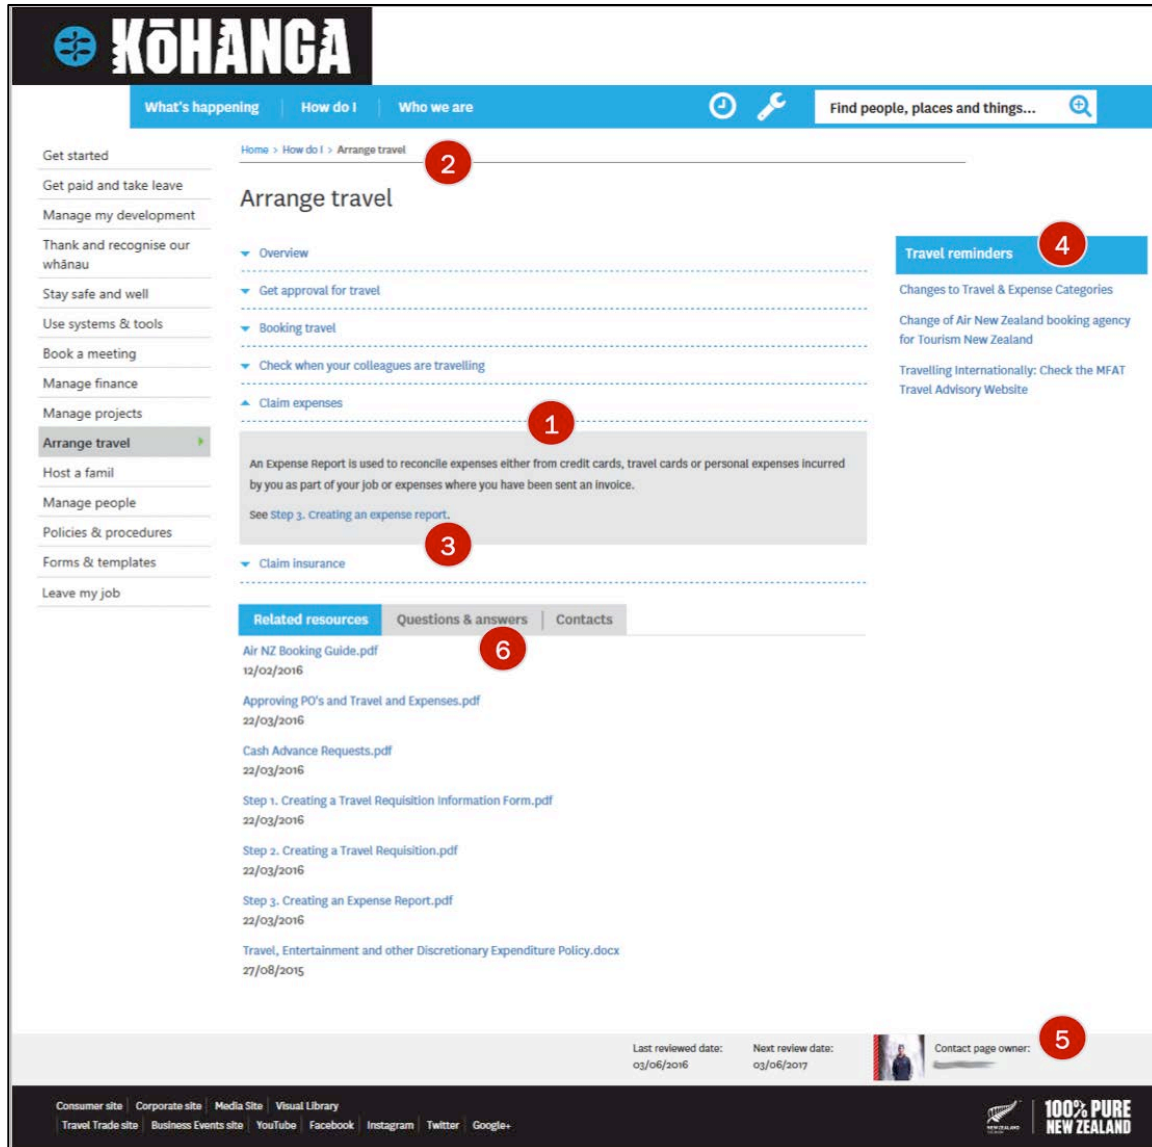 KŌHANGA
What's happening
How do I
Who we are
Find people, places and things...
Get started
Get paid and take leave
Manage my development
Thank and recognise our
whānau
Stay safe and well
Use systems & tools
Book a meeting
Manage finance
Manage projects
Arrange travel
Host a famil
Manage people
Policies & procedures
Forms & templates
Leave my job
Home > How do I > Arrange travel
2
Arrange travel
Overview
Get approval for travel
Booking travel
Check when your colleagues are travelling
Claim expenses
1
An Expense Report is used to reconcile expenses either from credit cards, travel cards or personal expenses incurred
by you as part of your job or expenses where you have been sent an invoice.
See Step 3. Creating an expense report.
3
Claim insurance
4
Travel reminders
Changes to Travel & Expense Categories
Change of Air New Zealand booking agency
for Tourism New Zealand
Travelling Internationally: Check the MFAT
Travel Advisory Website
Related resources
Questions & answers
Contacts
6
Air NZ Booking Guide.pdf
12/02/2016
Approving PO's and Travel and Expenses.pdf
22/03/2016
Cash Advance Requests.pdf
22/03/2016
Step 1. Creating a Travel Requisition Information Form.pdf
22/03/2016
Step 2. Creating a Travel Requisition.pdf
22/03/2016
Step 3. Creating an Expense Report.pdf
22/03/2016
Travel, Entertainment and other Discretionary Expenditure Policy.docx
27/08/2015
Last reviewed date:
03/06/2016
Next review date:
03/06/2017
Contact page owner:
5
Consumer site Corporate site Media Site Visual Library
Travel Trade site Business Events site YouTube Facebook Instagram Twitter Google+
NEW ZEALAND
100% PURE
NEW ZEALAND